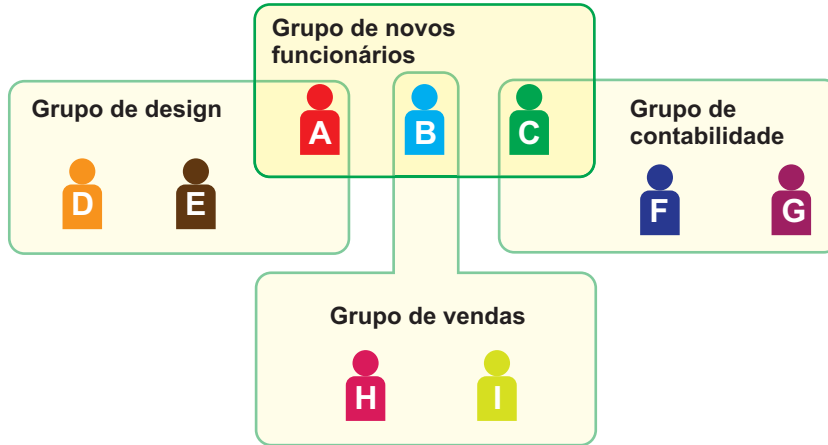 Grupo de novos
funcionários
Grupo de design
A
B
C
Grupo de
contabilidade
D
E
F
G
Grupo de vendas
H
I